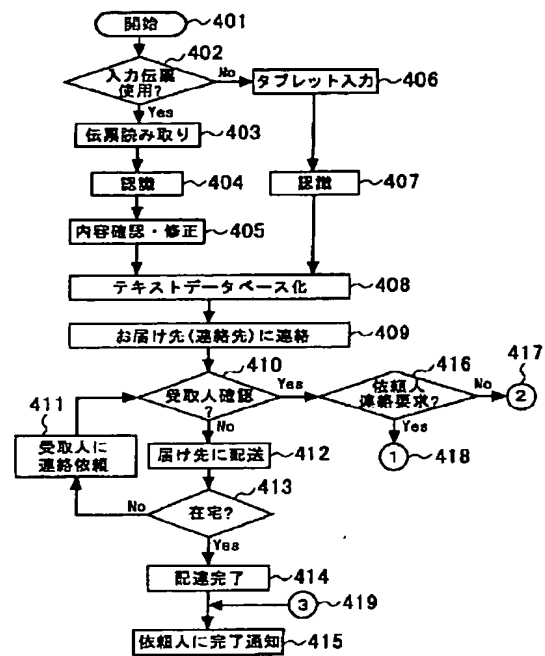 開始 401
402
入力伝票
使用?
No
タブレット入力 406
Yes
伝票読み取り 403
認識 404
認識 407
内容確認・修正 405
テキストデータベース化 408
お届け先(連絡先)に連絡 409
410
受取人確認
?
Yes
416
依頼人
連絡要求?
No
417
2
Yes
1
418
411
受取人に
連絡依頼
No
届け先に配送 412
413
在宅?
No
Yes
配達完了 414
3
419
依頼人に完了通知 415